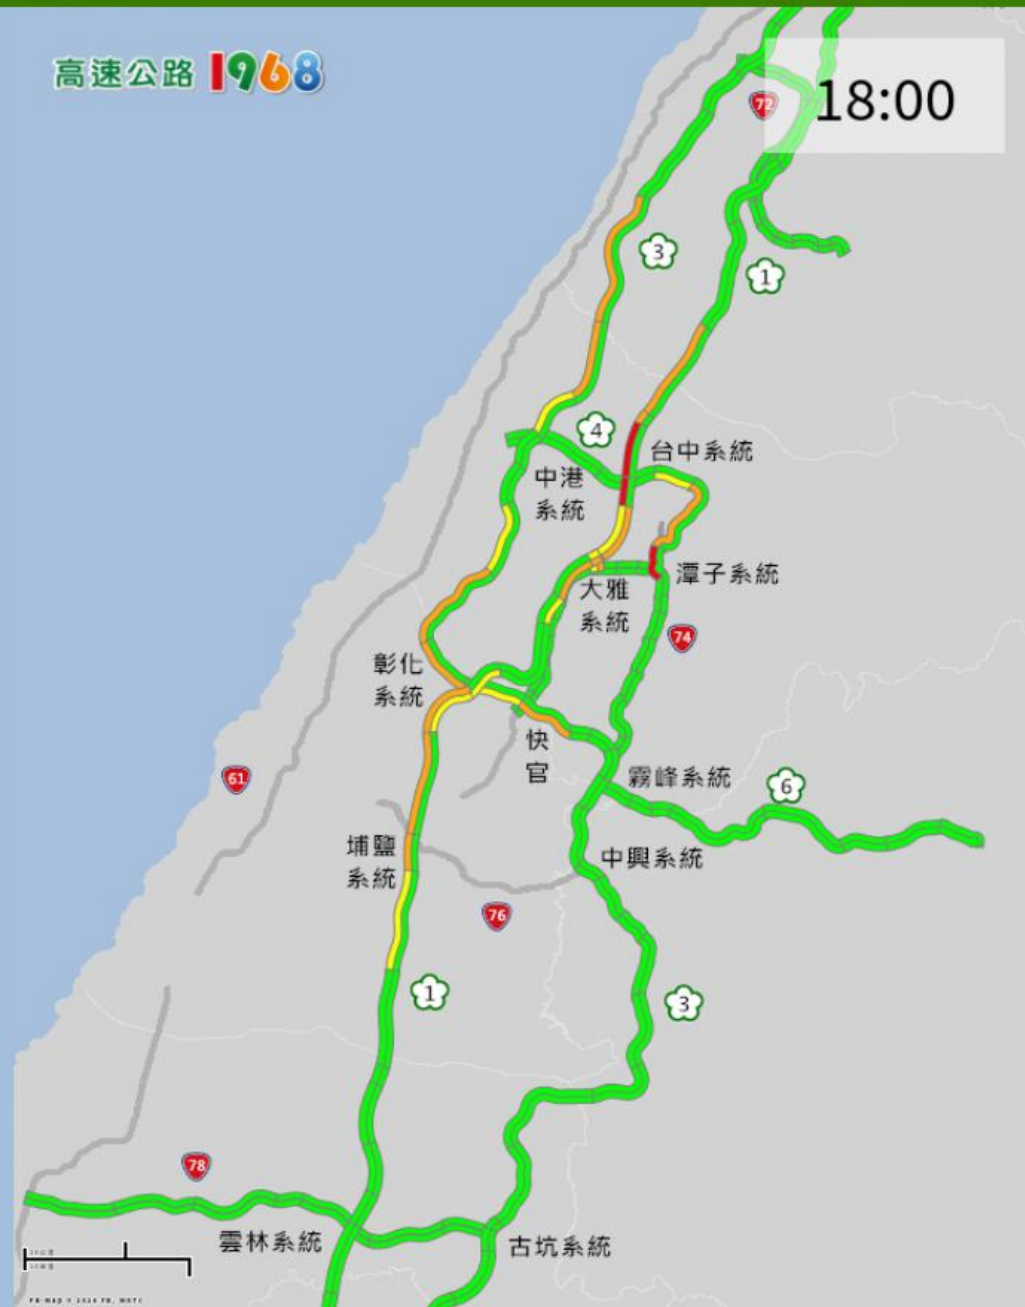 高速公路1968
18:00
72
3
1
4
台中系統
中港
系統
潭子系統
大雅
系統
74
彰化
系統
快
官
61
霧峰系統
6
埔鹽
系統
中興系統
76
1
3
78
雲林系統
古坑系統